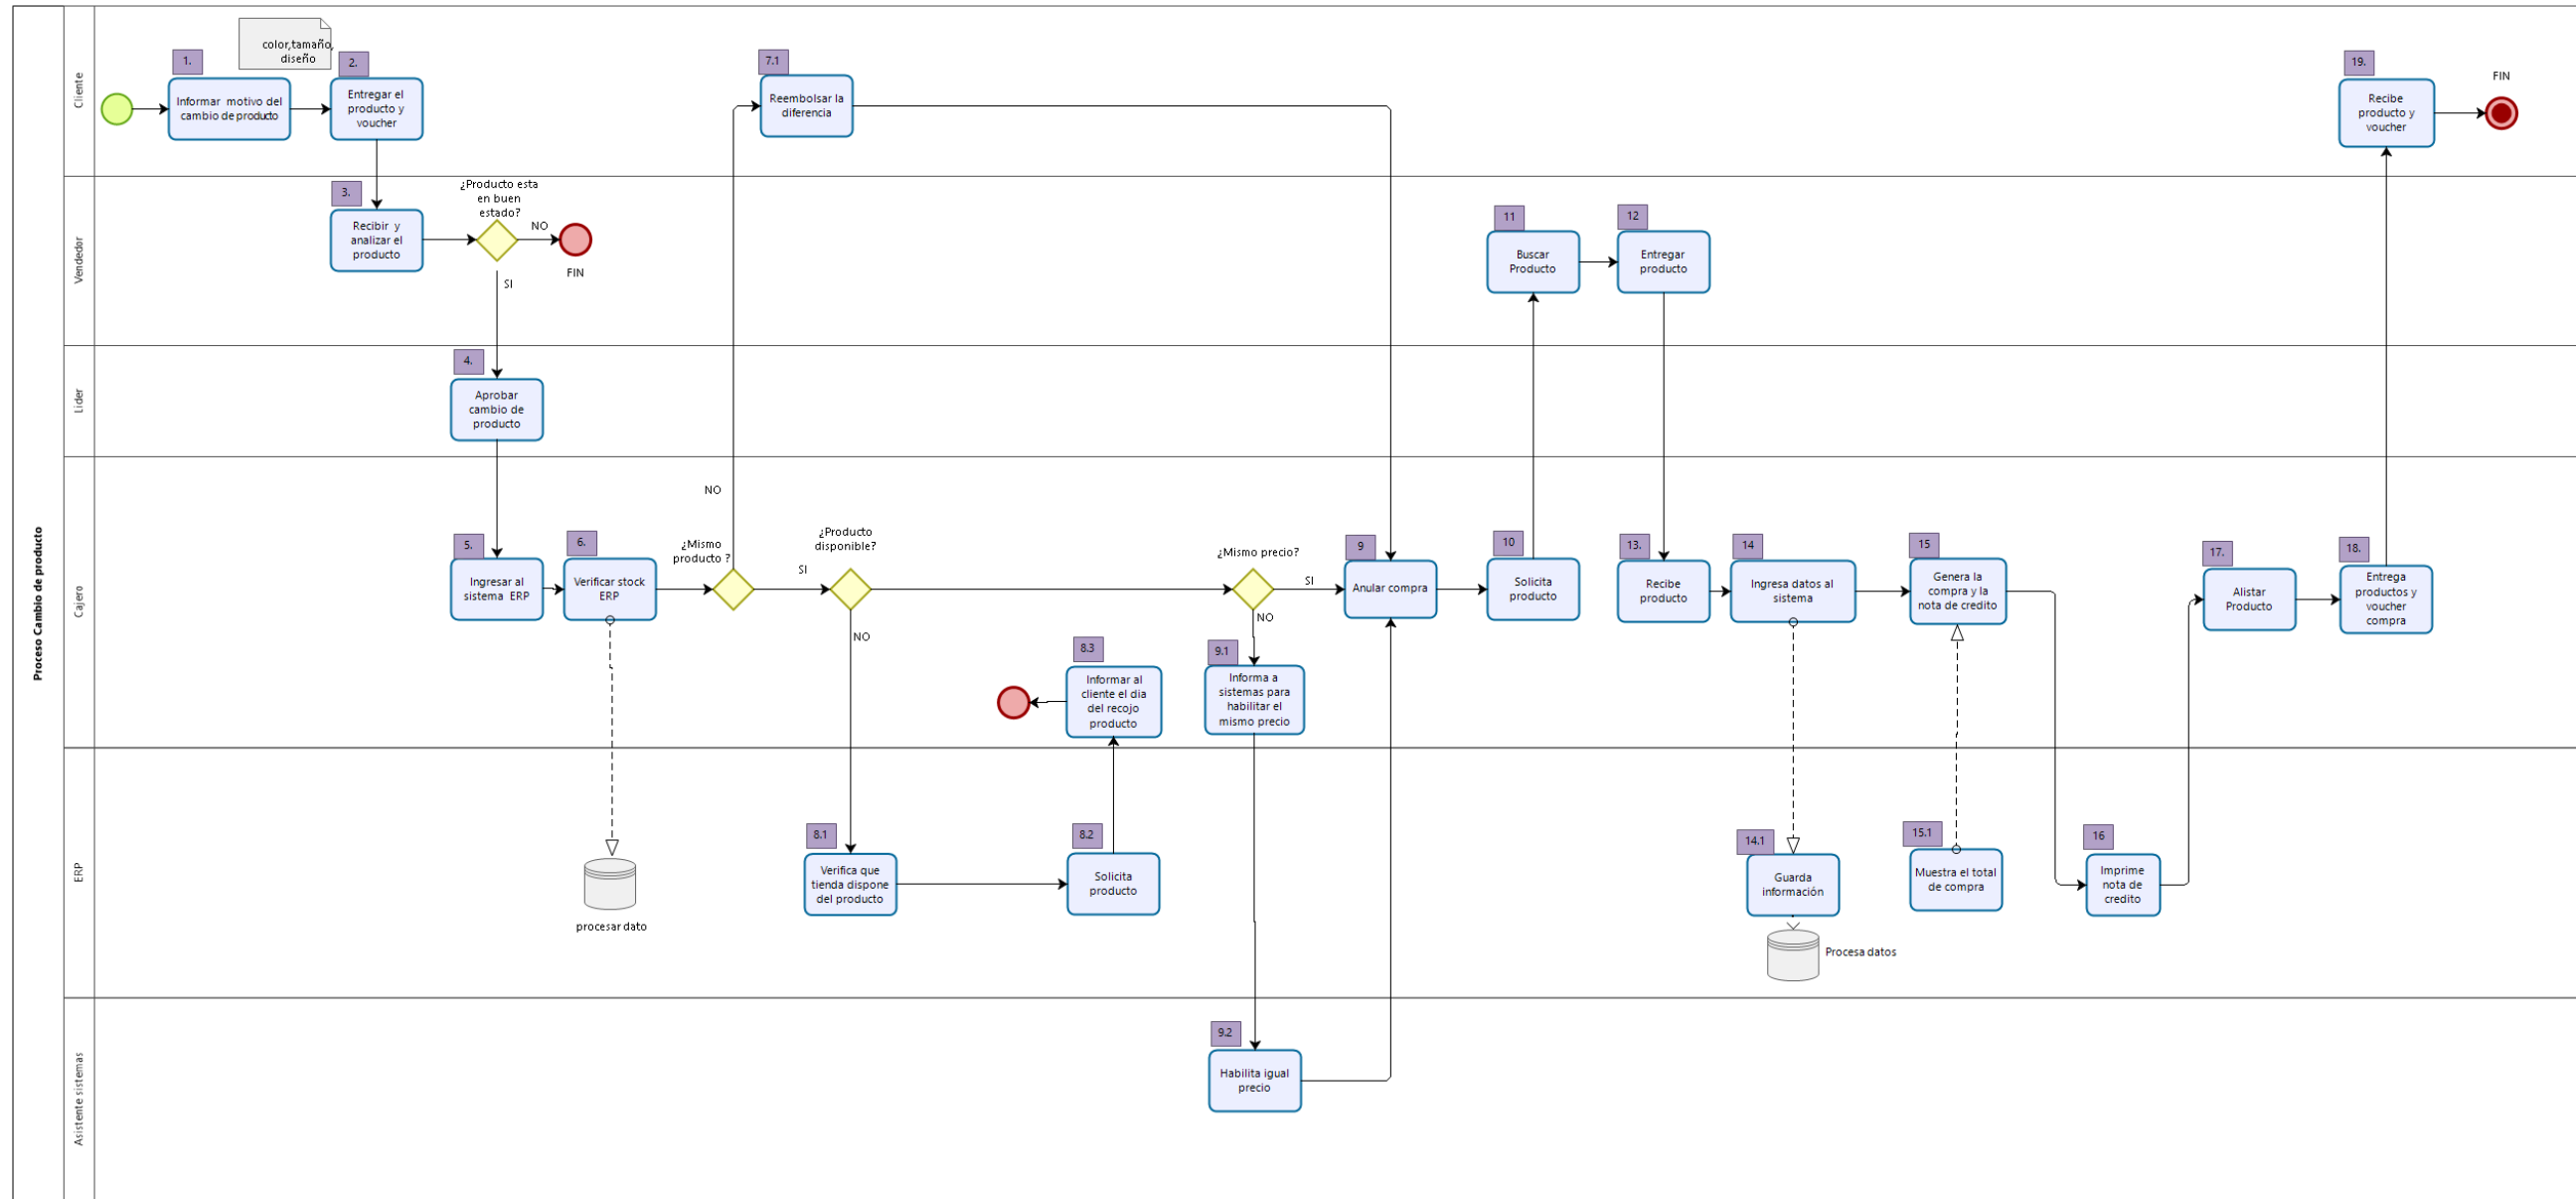 Proceso Cambio de producto
Cliente
1.
Informar motivo del
cambio de producto
color,tamaño,
diseño
2.
Entregar el
producto y
voucher
7.1
Reembolsar la
diferencia
19.
Recibe
producto y
voucher
FIN
Vendedor
3.
Recibir y
analizar el
producto
¿Producto esta
en buen
estado?
NO
FIN
SI
11
Buscar
Producto
12
Entregar
producto
Lider
4.
Aprobar
cambio de
producto
Cajero
5.
Ingresar al
sistema ERP
6.
Verificar stock
ERP
¿Mismo
producto ?
NO
SI
¿Producto
disponible?
NO
8.3
Informar al
cliente el dia
del recojo
producto
¿Mismo precio?
SI
NO
9.1
Informa a
sistemas para
habilitar el
mismo precio
9
Anular compra
10
Solicita
producto
13.
Recibe
producto
14
Ingresa datos al
sistema
15
Genera la
compra y la
nota de credito
17.
Alistar
Producto
18.
Entrega
productos y
voucher
compra
ERP
procesar dato
8.1
Verifica que
tienda dispone
del producto
8.2
Solicita
producto
14.1
Guarda
información
Procesa datos
15.1
Muestra el total
de compra
16
Imprime
nota de
credito
Asistente sistemas
9.2
Habilita igual
precio